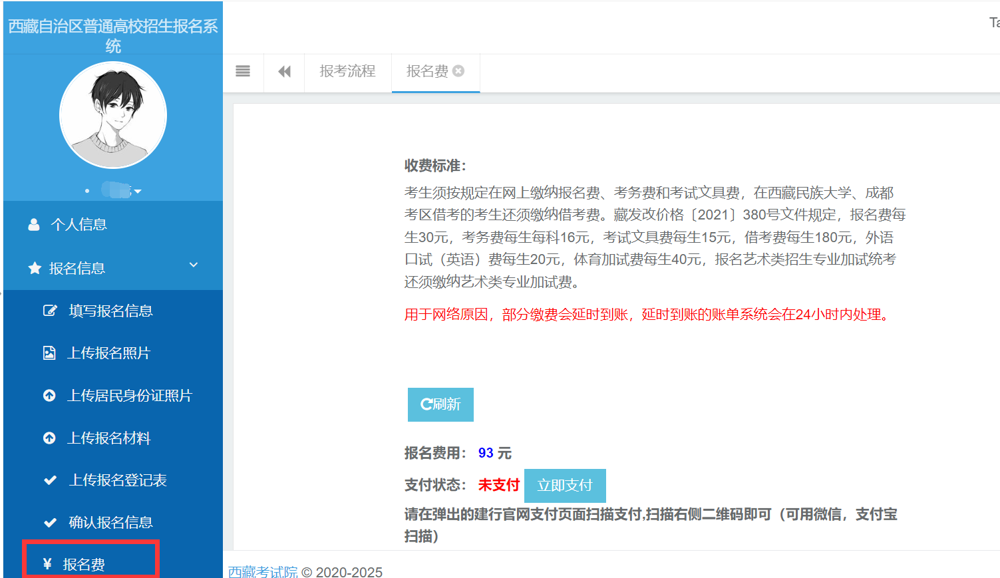 西藏自治区普通高校招生报名系
统
个人信息
报名信息
填写报名信息
上传报名照片
上传居民身份证照片
上传报名材料
上传报名登记表
确认报名信息
¥ 报名费
Ta
报考流程
报名费
收费标准：
考生须按规定在网上缴纳报名费、考务费和考试文具费，在西藏民族大学、成都
考区借考的考生还须缴纳借考费。藏发改价格〔2021〕380号文件规定，报名费每
生30元，考务费每生每科16元，考试文具费每生15元，借考费每生180元，外语
口试（英语）费每生20元，体育加试费每生40元，报名艺术类招生专业加试统考
还须缴纳艺术类专业加试费。
用于网络原因，部分缴费会延时到账，延时到账的账单系统会在24小时内处理。
刷新
报名费用： 93 元
支付状态： 未支付 立即支付
请在弹出的建行官网支付页面扫描支付,扫描右侧二维码即可（可用微信，支付宝
扫描）
西藏考试院 © 2020-2025